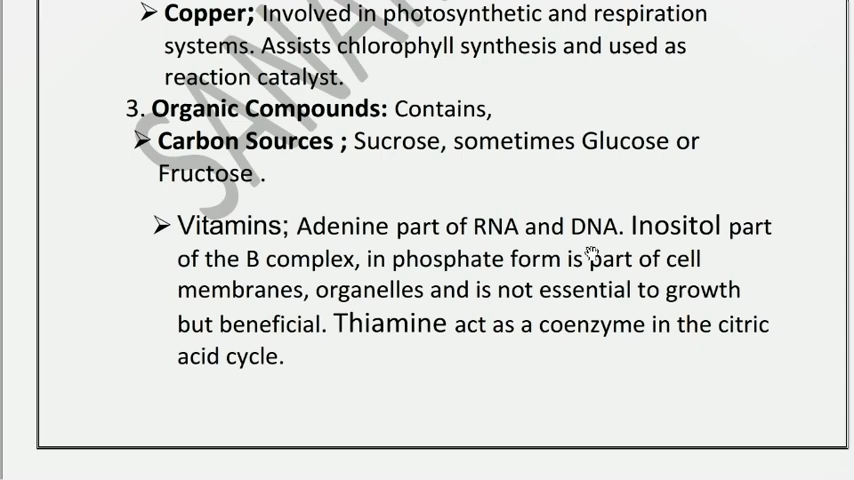 ➢ Copper; Involved in photosynthetic and respiration
systems. Assists chlorophyll synthesis and used as
reaction catalyst.
3. Organic Compounds: Contains,
➢ Carbon Sources ; Sucrose, sometimes Glucose or
Fructose .
➢ Vitamins; Adenine part of RNA and DNA. Inositol part
of the B complex, in phosphate form is part of cell
membranes, organelles and is not essential to growth
but beneficial. Thiamine act as a coenzyme in the citric
acid cycle.